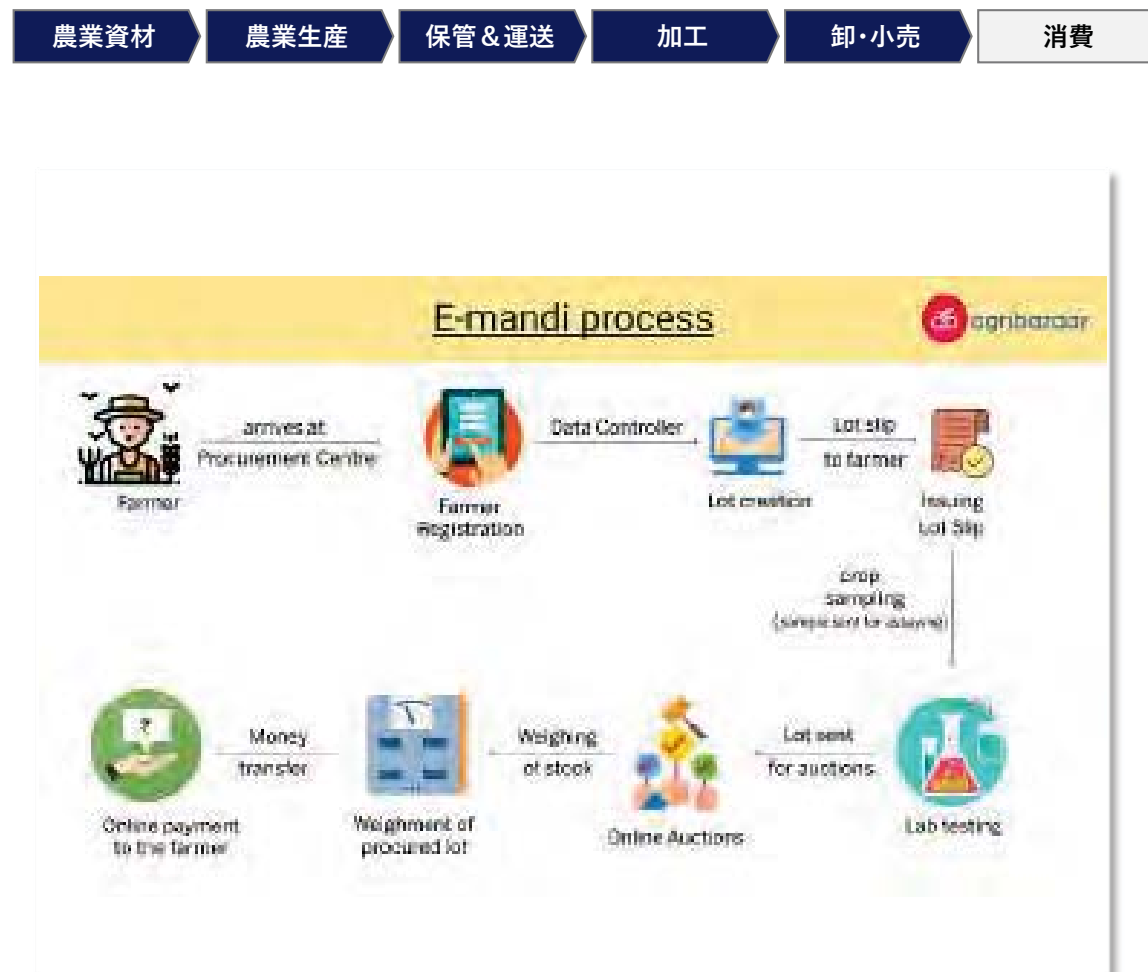 農業資材
農業生産
保管＆運送
加工
卸・小売
消費
E-mandi process
agribazaar
arrives at
Procurement Centre
Data Controller
Lot slip
to farmer
Farmer
Farmer
Registration
Lot creation
Issuing
Lot Slip
crop
sampling
(sample sent for
Money
transfer
Weighing
of stock
Lot sent
for auctions
Online payment
to the farmer
Weighment of
procured lot
Online Auctions
Lab testing